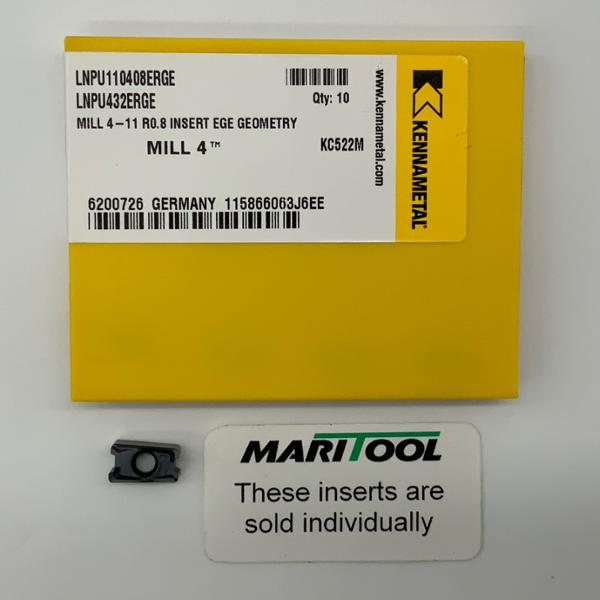 LNPU110408ERGE
LNPU432ERGE
Qty: 10
MILL 4-11 R0.8 INSERT EGE GEOMETRY
MILL 4™
KC522M
6200726 GERMANY 115866063J6EE
www.kennametal.com
KENNAMETAL
MARITOOL
These inserts are
sold individually